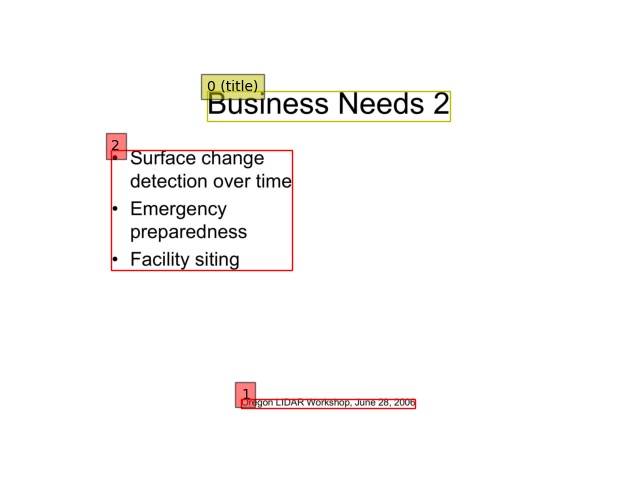 0 (title)
Business Needs 2
2
• Surface change
detection over time
• Emergency
preparedness
• Facility siting
1
Oregon LIDAR Workshop, June 28, 2006